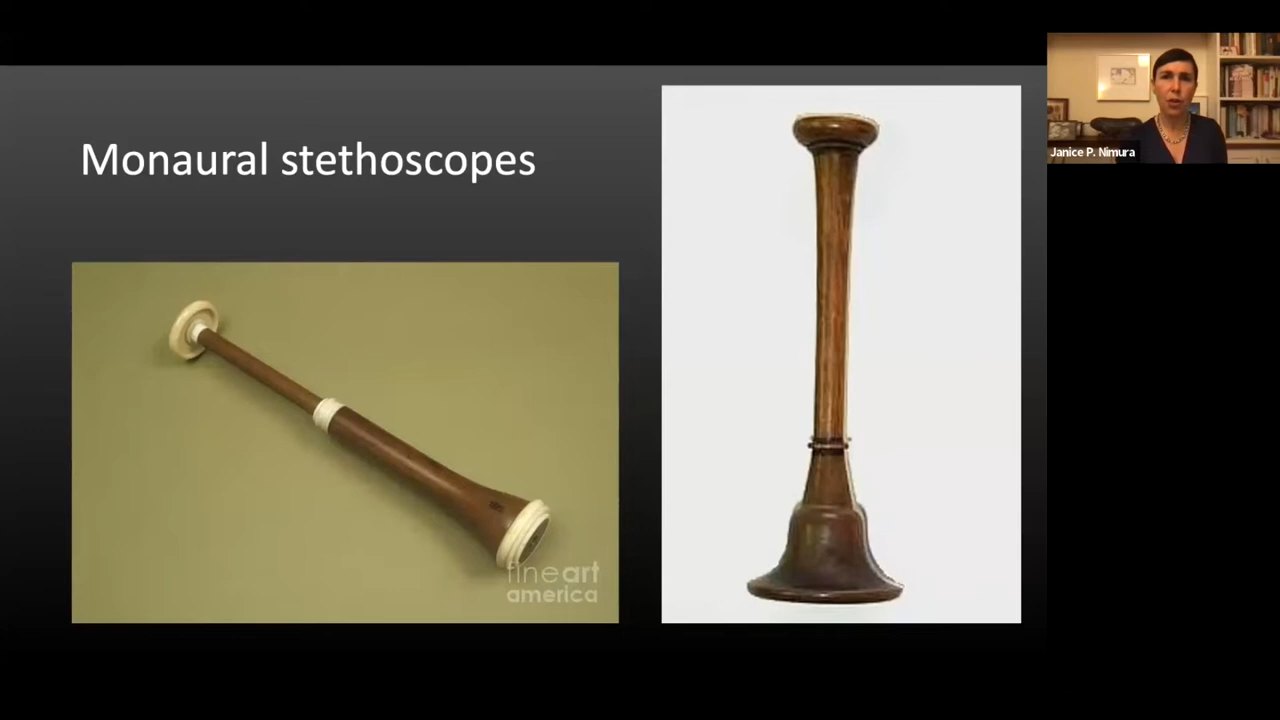 Monaural stethoscopes
Janice P. Nimura
fineart
america